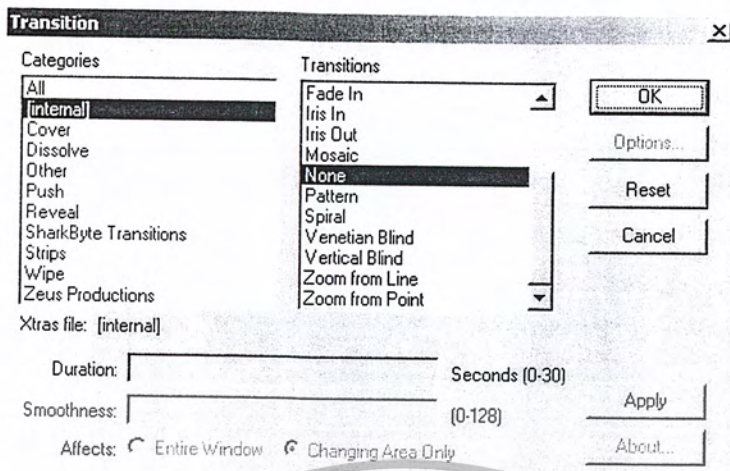 Transition
Categories
All
[internal]
Cover
Dissolve
Other
Push
Reveal
SharkByte Transitions
Strips
Wipe
Zeus Productions
Transitions
Fade In
Iris In
Iris Out
Mosaic
None
Pattern
Spiral
Venetian Blind
Vertical Blind
Zoom from Line
Zoom from Point
OK
Options...
Reset
Cancel
Xtras file: [internal]
Duration: Seconds (0-30)
Smoothness: (0-128)
Affects: Entire Window Changing Area Only
Apply
About...